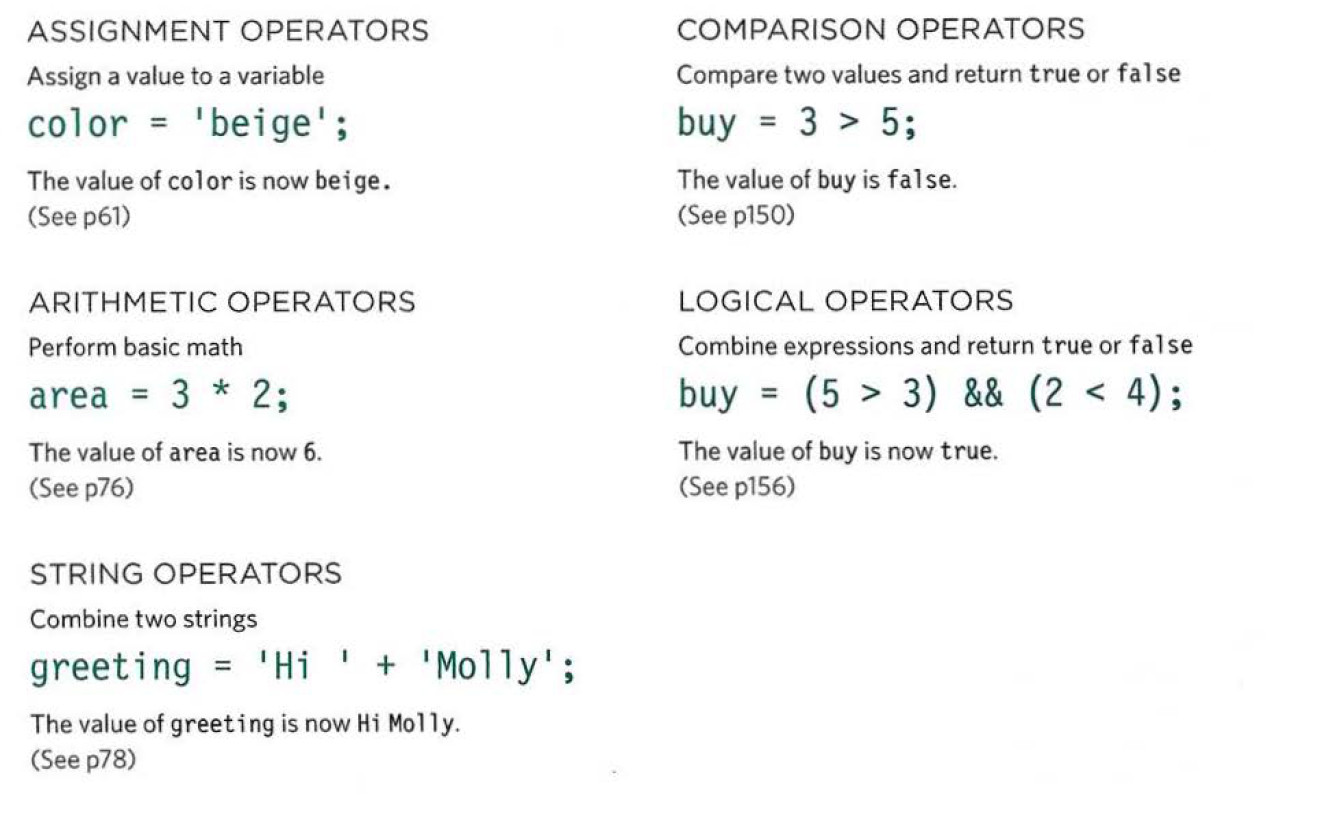 ASSIGNMENT OPERATORS
Assign a value to a variable
color = 'beige';
The value of color is now beige.
(See p61)
ARITHMETIC OPERATORS
Perform basic math
area = 3 * 2;
The value of area is now 6.
(See p76)
STRING OPERATORS
Combine two strings
greeting = 'Hi ' + 'Molly';
The value of greeting is now Hi Molly.
(See p78)
COMPARISON OPERATORS
Compare two values and return true or false
buy = 3 > 5;
The value of buy is false.
(See p150)
LOGICAL OPERATORS
Combine expressions and return true or false
buy = (5 > 3) && (2 < 4);
The value of buy is now true.
(See p156)